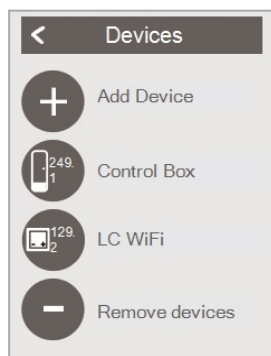 Devices
Add Device
249.
1
Control Box
129.
2
LC WiFi
Remove devices